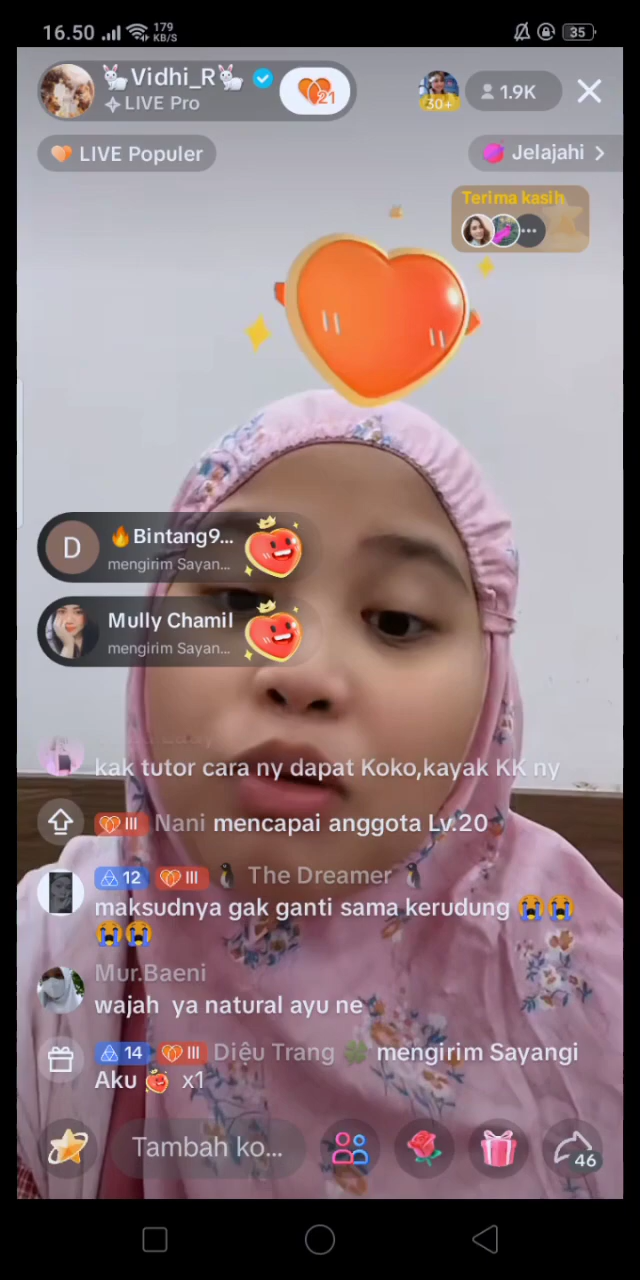 16.50
179
KB/S
35
Vidhi_R
LIVE Pro
21
30+
1.9K
LIVE Populer
Jelajahi
Terima kasih
D
Bintang9...
mengirim Sayan...
Mully Chamil
mengirim Sayan...
kak tutor cara ny dapat Koko,kayak KK ny
III Nani mencapai anggota Lv.20
12 III The Dreamer
maksudnya gak ganti sama kerudung 😭😭
😭😭
Mur.Baeni
wajah ya natural ayu ne
14 III Diệu Trang 🍀 mengirim Sayangi
Aku x1
Tambah ko...
46